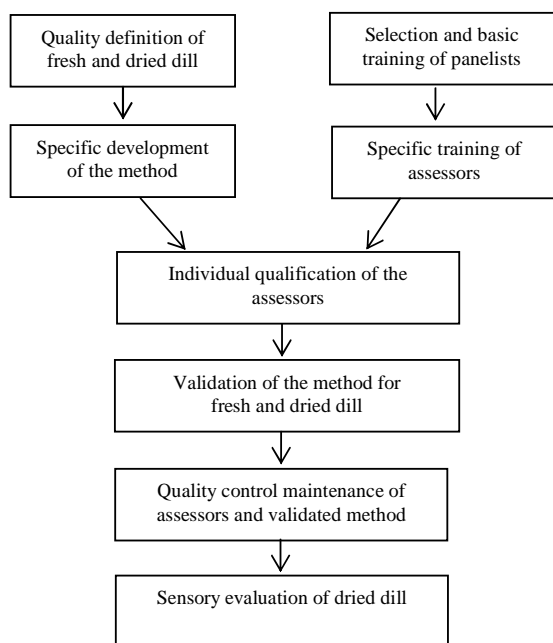 Quality definition of
fresh and dried dill
Selection and basic
training of panelists
Specific development
of the method
Specific training of
assessors
Individual qualification of the
assessors
Validation of the method for
fresh and dried dill
Quality control maintenance of
assessors and validated method
Sensory evaluation of dried dill